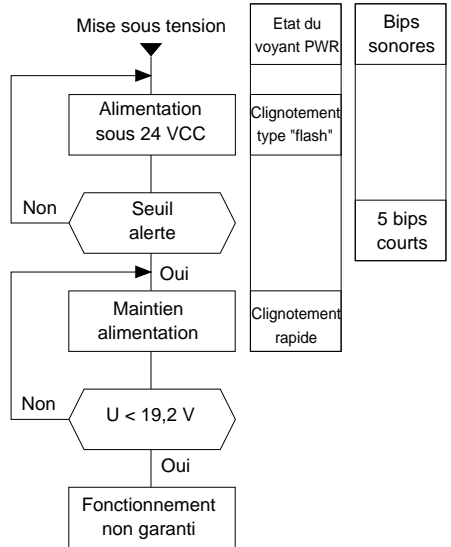 Mise sous tension
Etat du
voyant PWR
Bips
sonores
Alimentation
sous 24 VCC
Clignotement
type "flash"
Non
Seuil
alerte
5 bips
courts
Oui
Maintien
alimentation
Clignotement
rapide
Non
U < 19,2 V
Oui
Fonctionnement
non garanti